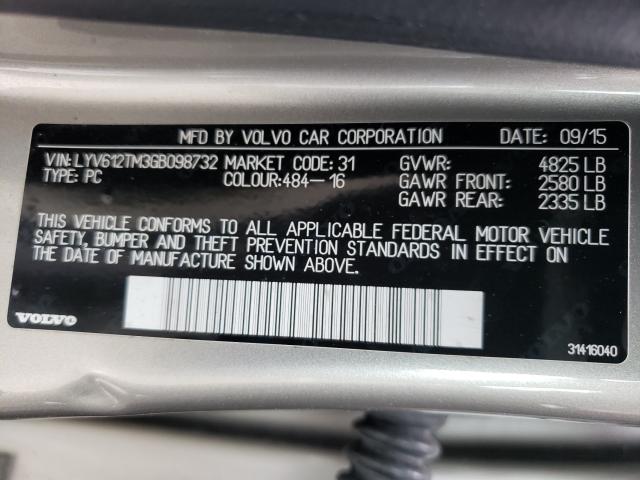 MFD BY VOLVO CAR CORPORATION DATE: 09/15
VIN: LYV612TM3GB098732 MARKET CODE: 31 GVWR: 4825 LB
TYPE: PC COLOUR: 484-16 GAWR FRONT: 2580 LB
GAWR REAR: 2335 LB
THIS VEHICLE CONFORMS TO ALL APPLICABLE FEDERAL MOTOR VEHICLE
SAFETY, BUMPER AND THEFT PREVENTION STANDARDS IN EFFECT ON
THE DATE OF MANUFACTURE SHOWN ABOVE.
VOLVO 31416040